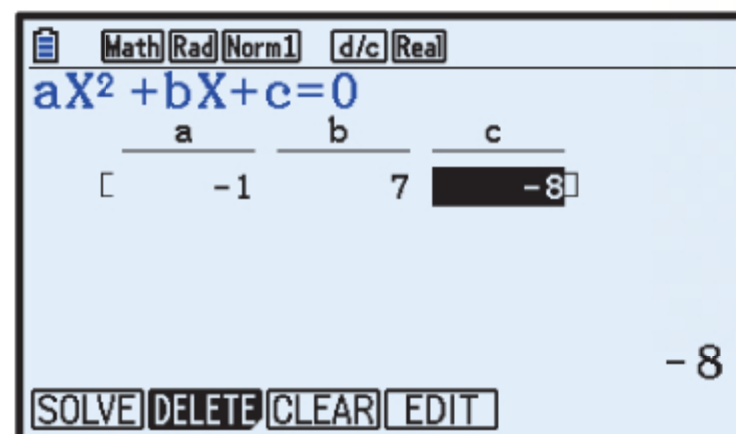 Math Rad Norm1 d/c Real
aX² +bX+c=0
a b c
[ -1 7 -8]
-8
SOLVE DELETE CLEAR EDIT